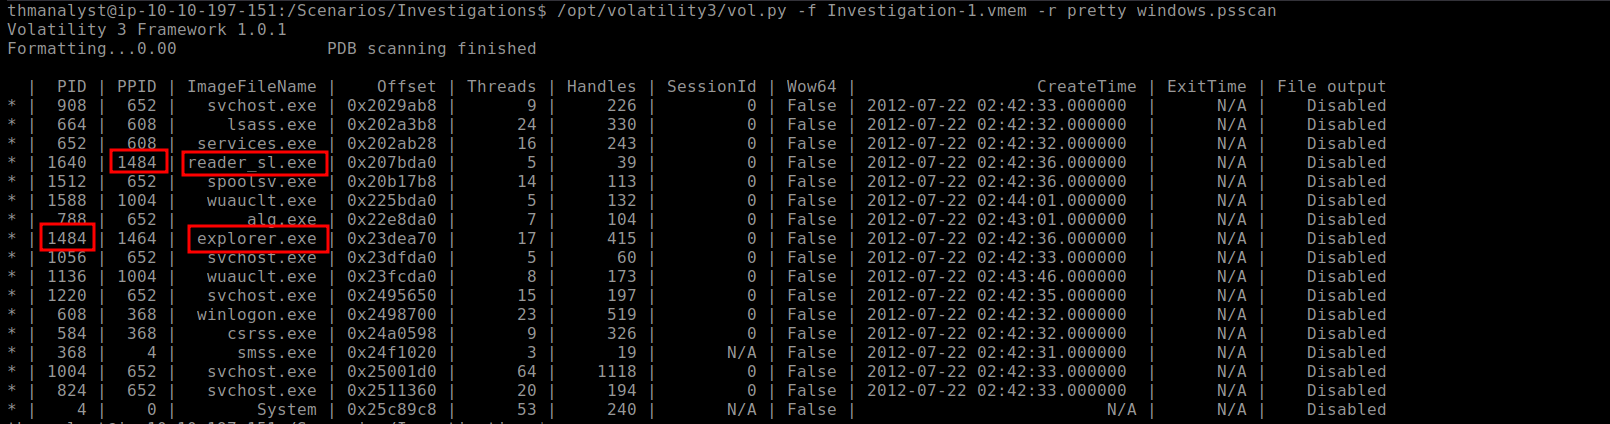 thmanalyst@ip-10-10-197-151:/Scenarios/Investigations$ /opt/volatility3/vol.py -f Investigation-1.vmem -r pretty windows.psscan
Volatility 3 Framework 1.0.1
Formatting...0.00               PDB scanning finished
  |  PID | PPID | ImageFileName |    Offset | Threads | Handles | SessionId | Wow64 |                 CreateTime | ExitTime | File output
* |  908 |  652 |   svchost.exe | 0x2029ab8 |       9 |     226 |         0 | False | 2012-07-22 02:42:33.000000 |      N/A |    Disabled
* |  664 |  608 |     lsass.exe | 0x202a3b8 |      24 |     330 |         0 | False | 2012-07-22 02:42:32.000000 |      N/A |    Disabled
* |  652 |  608 |  services.exe | 0x202ab28 |      16 |     243 |         0 | False | 2012-07-22 02:42:32.000000 |      N/A |    Disabled
* | 1640 | 1484 | reader_sl.exe | 0x207bda0 |       5 |      39 |         0 | False | 2012-07-22 02:42:36.000000 |      N/A |    Disabled
* | 1512 |  652 |   spoolsv.exe | 0x20b17b8 |      14 |     113 |         0 | False | 2012-07-22 02:42:36.000000 |      N/A |    Disabled
* | 1588 | 1004 |   wuauclt.exe | 0x225bda0 |       5 |     132 |         0 | False | 2012-07-22 02:44:01.000000 |      N/A |    Disabled
* |  788 |  652 |       alg.exe | 0x22e8da0 |       7 |     104 |         0 | False | 2012-07-22 02:43:01.000000 |      N/A |    Disabled
* | 1484 | 1464 |  explorer.exe | 0x23dea70 |      17 |     415 |         0 | False | 2012-07-22 02:42:36.000000 |      N/A |    Disabled
* | 1056 |  652 |   svchost.exe | 0x23dfda0 |       5 |      60 |         0 | False | 2012-07-22 02:42:33.000000 |      N/A |    Disabled
* | 1136 | 1004 |   wuauclt.exe | 0x23fcda0 |       8 |     173 |         0 | False | 2012-07-22 02:43:46.000000 |      N/A |    Disabled
* | 1220 |  652 |   svchost.exe | 0x2495650 |      15 |     197 |         0 | False | 2012-07-22 02:42:35.000000 |      N/A |    Disabled
* |  608 |  368 |  winlogon.exe | 0x2498700 |      23 |     519 |         0 | False | 2012-07-22 02:42:32.000000 |      N/A |    Disabled
* |  584 |  368 |     csrss.exe | 0x24a0598 |       9 |     326 |         0 | False | 2012-07-22 02:42:32.000000 |      N/A |    Disabled
* |  368 |    4 |      smss.exe | 0x24f1020 |       3 |      19 |       N/A | False | 2012-07-22 02:42:31.000000 |      N/A |    Disabled
* | 1004 |  652 |   svchost.exe | 0x25001d0 |      64 |    1118 |         0 | False | 2012-07-22 02:42:33.000000 |      N/A |    Disabled
* |  824 |  652 |   svchost.exe | 0x2511360 |      20 |     194 |         0 | False | 2012-07-22 02:42:33.000000 |      N/A |    Disabled
* |    4 |    0 |        System | 0x25c89c8 |      53 |     240 |       N/A | False |                        N/A |      N/A |    Disabled